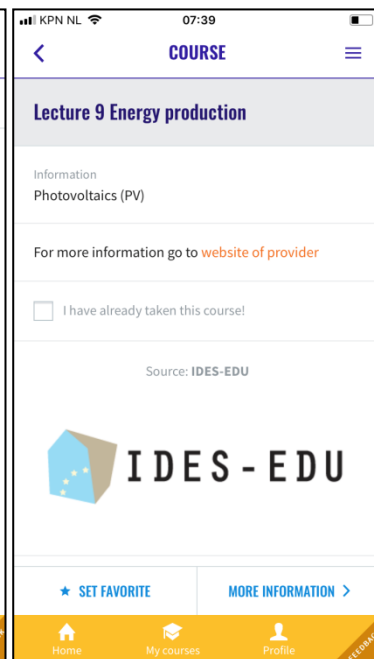 KPN NL 07:39
COURSE
Lecture 9 Energy production
Information
Photovoltaics (PV)
For more information go to website of provider
I have already taken this course!
Source: IDES-EDU
IDES-EDU
SET FAVORITE MORE INFORMATION
Home My courses Profile
FEEDBACK